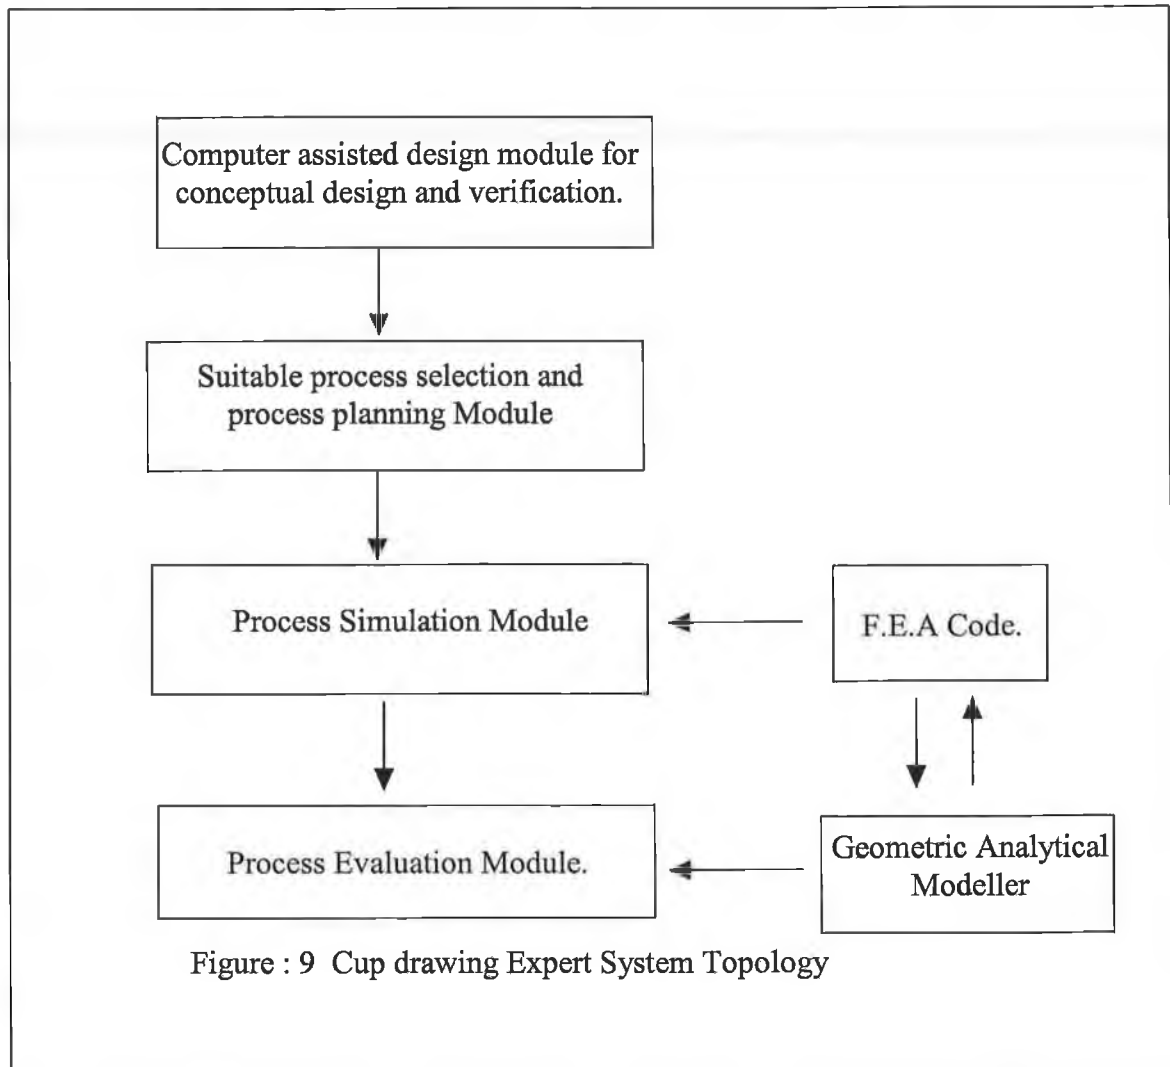 Computer assisted design module for
conceptual design and verification.
Suitable process selection and
process planning Module
Process Simulation Module
F.E.A Code.
Process Evaluation Module.
Geometric Analytical
Modeller
Figure : 9 Cup drawing Expert System Topology